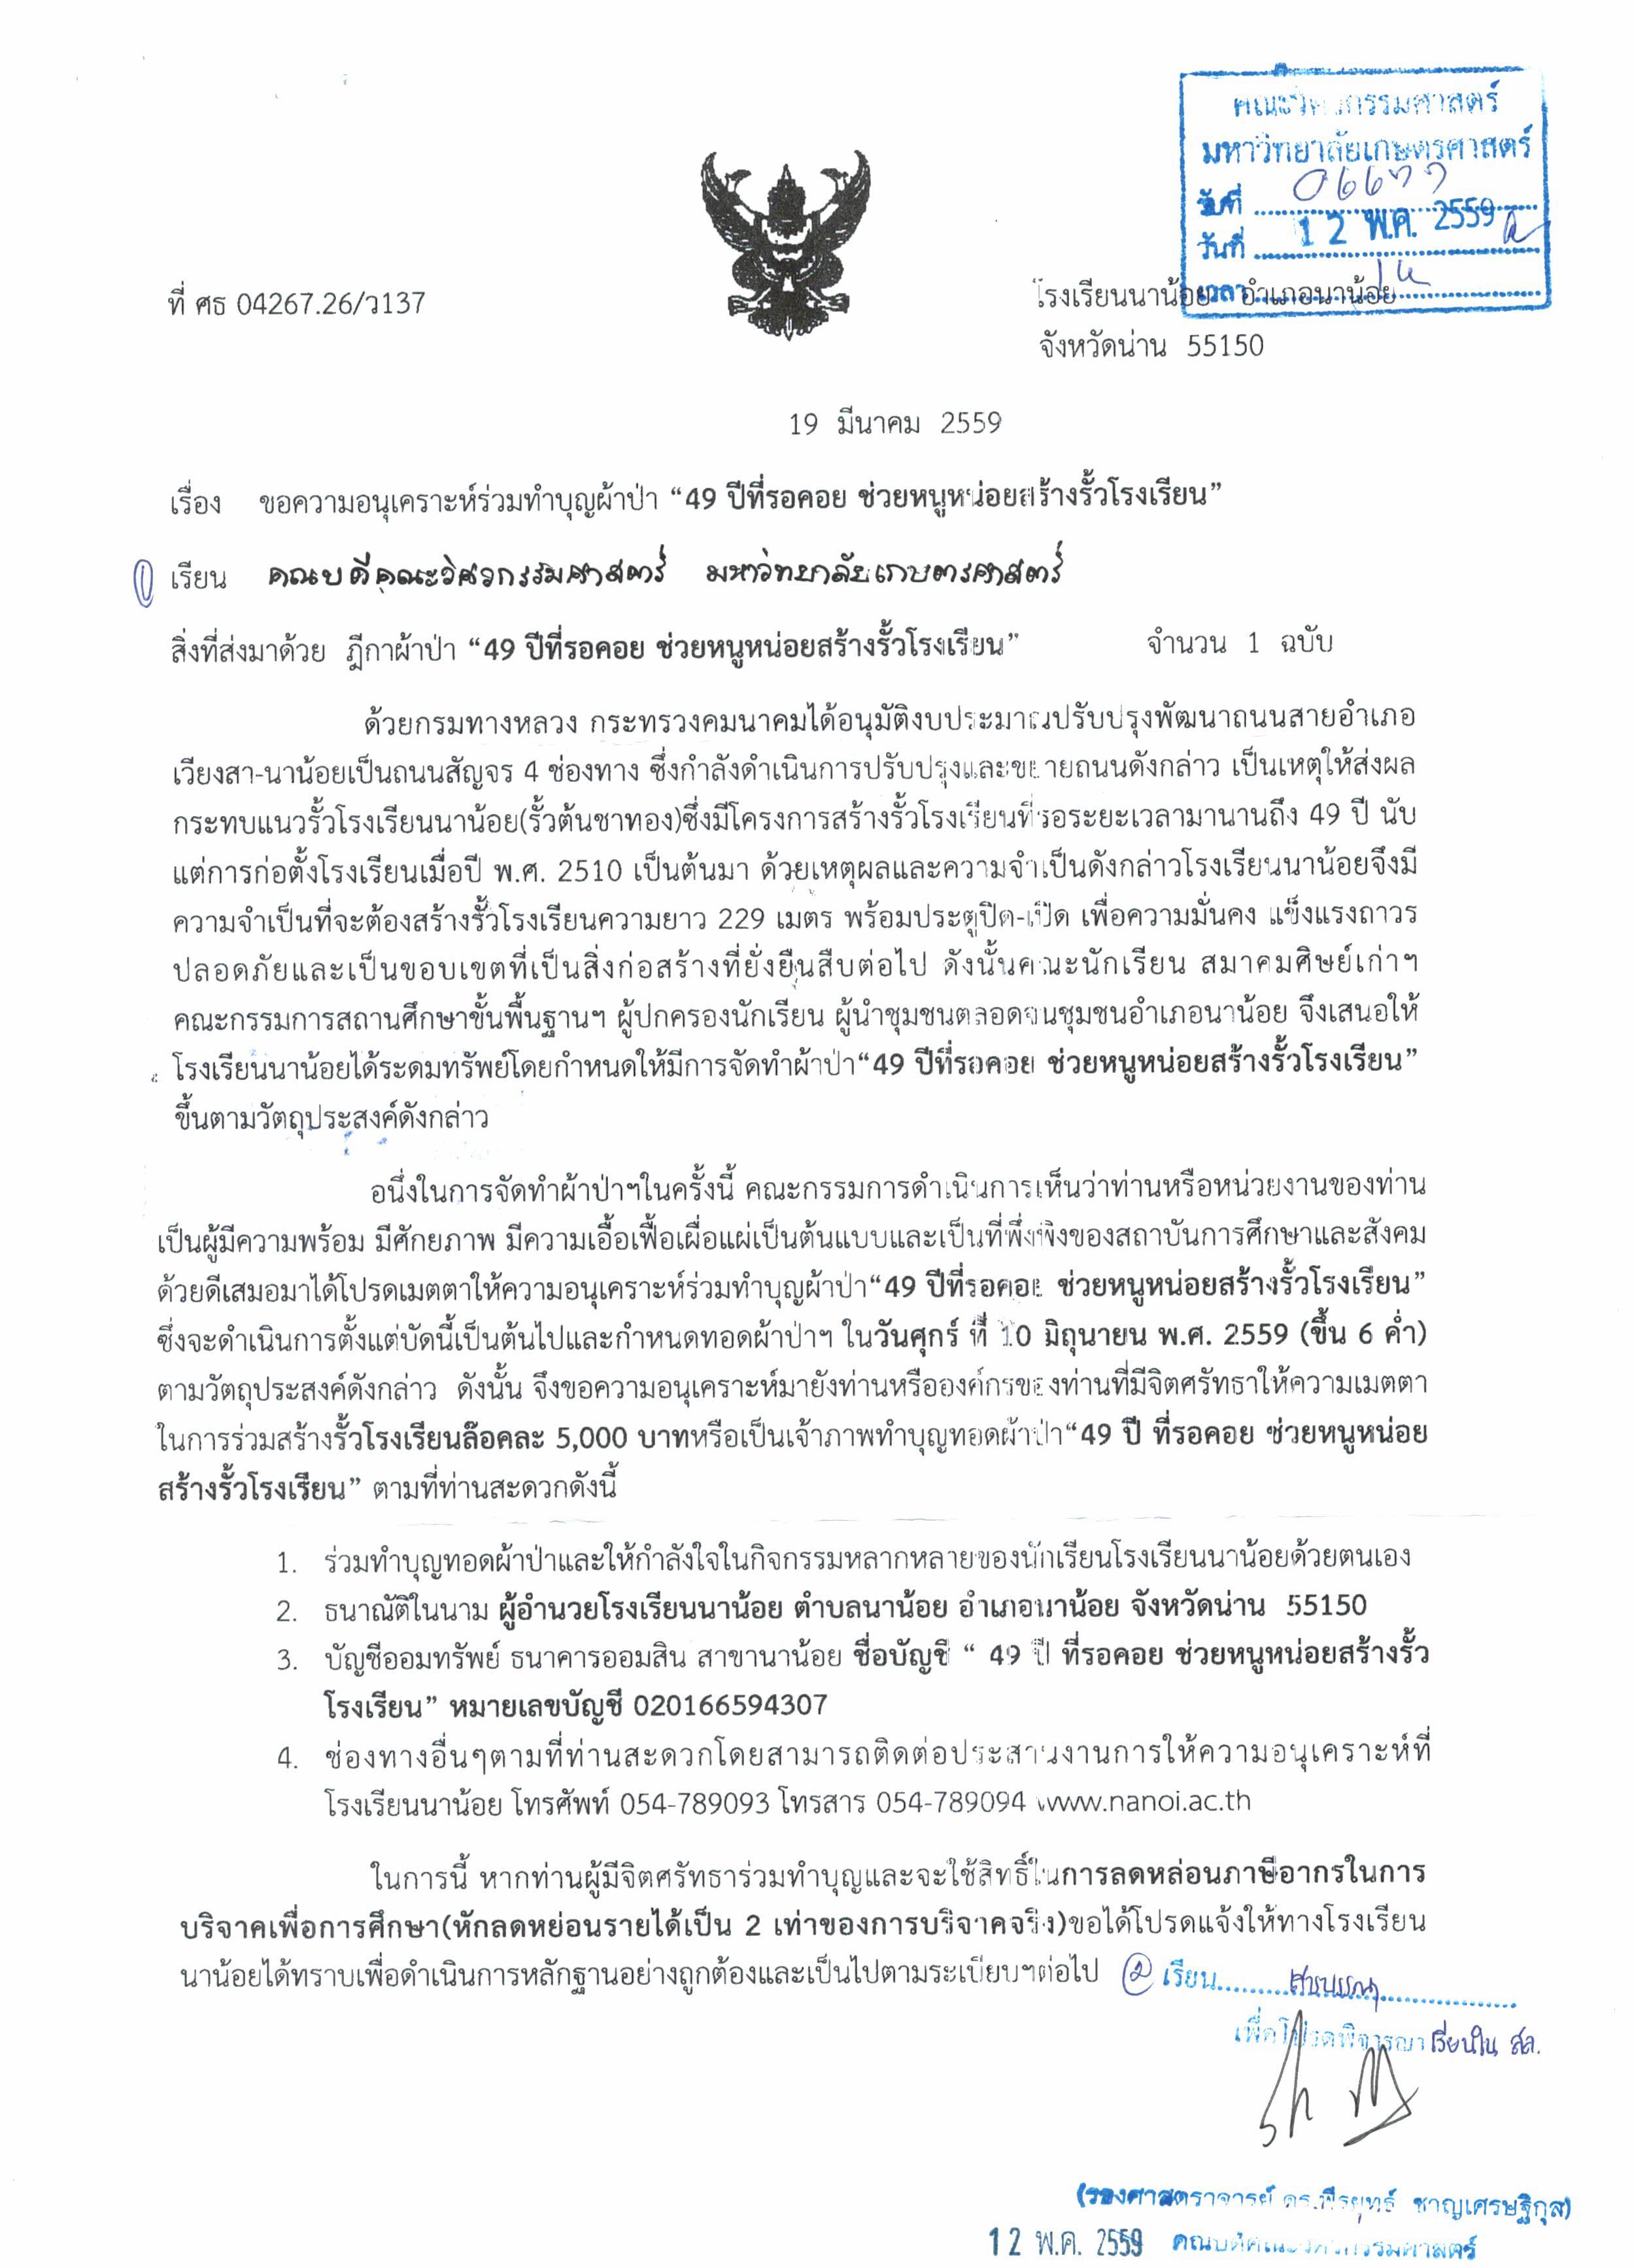 คณะวิศวกรรมศาสตร์
มหาวิทยาลัยเกษตรศาสตร์
วันที่ 12 พ.ค. 2559
เวลา
ที่ ศธ 04267.26/ว137
โรงเรียนนาน้อย อำเภอนาน้อย
จังหวัดน่าน 55150
19 มีนาคม 2559
เรื่อง ขอความอนุเคราะห์ร่วมทำบุญผ้าป่า “49 ปีที่รอคอย ช่วยหนูหน่อยสร้างรั้วโรงเรียน”
เรียน คณบดีคณะวิศวกรรมศาสตร์ มหาวิทยาลัยเกษตรศาสตร์
สิ่งที่ส่งมาด้วย ฎีกาผ้าป่า “49 ปีที่รอคอย ช่วยหนูหน่อยสร้างรั้วโรงเรียน” จำนวน 1 ฉบับ
ด้วยกรมทางหลวง กระทรวงคมนาคมได้อนุมัติงบประมาณปรับปรุงพัฒนาถนนสายอำเภอ
เวียงสา-นาน้อยเป็นถนนสัญจร 4 ช่องทาง ซึ่งกำลังดำเนินการปรับปรุงและขยายถนนดังกล่าว เป็นเหตุให้ส่งผล
กระทบแนวรั้วโรงเรียนนาน้อย(รั้วต้นชาทอง)ซึ่งมีโครงการสร้างรั้วโรงเรียนที่รอระยะเวลามานานถึง 49 ปี นับ
แต่การก่อตั้งโรงเรียนเมื่อปี พ.ศ. 2510 เป็นต้นมา ด้วยเหตุผลและความจำเป็นดังกล่าวโรงเรียนนาน้อยจึงมี
ความจำเป็นที่จะต้องสร้างรั้วโรงเรียนความยาว 229 เมตร พร้อมประตูปิด-เปิด เพื่อความมั่นคง แข็งแรงถาวร
ปลอดภัยและเป็นขอบเขตที่เป็นสิ่งก่อสร้างที่ยั่งยืนสืบต่อไป ดังนั้นคณะนักเรียน สมาคมศิษย์เก่าฯ
คณะกรรมการสถานศึกษาขั้นพื้นฐานฯ ผู้ปกครองนักเรียน ผู้นำชุมชนตลอดจนชุมชนอำเภอนาน้อย จึงเสนอให้
โรงเรียนนาน้อยได้ระดมทรัพย์โดยกำหนดให้มีการจัดทำผ้าป่า“49 ปีที่รอคอย ช่วยหนูหน่อยสร้างรั้วโรงเรียน”
ขึ้นตามวัตถุประสงค์ดังกล่าว
อนึ่งในการจัดทำผ้าป่าฯในครั้งนี้ คณะกรรมการดำเนินการเห็นว่าท่านหรือหน่วยงานของท่าน
เป็นผู้มีความพร้อม มีศักยภาพ มีความเอื้อเฟื้อเผื่อแผ่เป็นต้นแบบและเป็นที่พึ่งพิงของสถาบันการศึกษาและสังคม
ด้วยดีเสมอมาได้โปรดเมตตาให้ความอนุเคราะห์ร่วมทำบุญผ้าป่า“49 ปีที่รอคอย ช่วยหนูหน่อยสร้างรั้วโรงเรียน”
ซึ่งจะดำเนินการตั้งแต่บัดนี้เป็นต้นไปและกำหนดทอดผ้าป่าฯ ในวันศุกร์ ที่ 10 มิถุนายน พ.ศ. 2559 (ขึ้น 6 ค่ำ)
ตามวัตถุประสงค์ดังกล่าว ดังนั้น จึงขอความอนุเคราะห์มายังท่านหรือองค์กรของท่านที่มีจิตศรัทธาให้ความเมตตา
ในการร่วมสร้างรั้วโรงเรียนล๊อคละ 5,000 บาทหรือเป็นเจ้าภาพทำบุญทอดผ้าป่า“49 ปี ที่รอคอย ช่วยหนูหน่อย
สร้างรั้วโรงเรียน” ตามที่ท่านสะดวกดังนี้
1. ร่วมทำบุญทอดผ้าป่าและให้กำลังใจในกิจกรรมหลากหลายของนักเรียนโรงเรียนนาน้อยด้วยตนเอง
2. ธนาณัติในนาม ผู้อำนวยโรงเรียนนาน้อย ตำบลนาน้อย อำเภอนาน้อย จังหวัดน่าน 55150
3. บัญชีออมทรัพย์ ธนาคารออมสิน สาขานาน้อย ชื่อบัญชี “ 49 ปี ที่รอคอย ช่วยหนูหน่อยสร้างรั้ว
โรงเรียน” หมายเลขบัญชี 020166594307
4. ช่องทางอื่นๆตามที่ท่านสะดวกโดยสามารถติดต่อประสานงานการให้ความอนุเคราะห์ที่
โรงเรียนนาน้อย โทรศัพท์ 054-789093 โทรสาร 054-789094 www.nanoi.ac.th
ในการนี้ หากท่านผู้มีจิตศรัทธาร่วมทำบุญและจะใช้สิทธิ์ในการลดหล่อนภาษีอากรในการ
บริจาคเพื่อการศึกษา(หักลดหย่อนรายได้เป็น 2 เท่าของการบริจาคจริง)ขอได้โปรดแจ้งให้ทางโรงเรียน
นาน้อยได้ทราบเพื่อดำเนินการหลักฐานอย่างถูกต้องและเป็นไปตามระเบียบฯต่อไป
เรียน
เพื่อโปรดพิจารณา
(รองศาสตราจารย์ ดร.พีรยุทธ์ ชาญเศรษฐิกุล)
12 พ.ค. 2559 คณบดีคณะวิศวกรรมศาสตร์